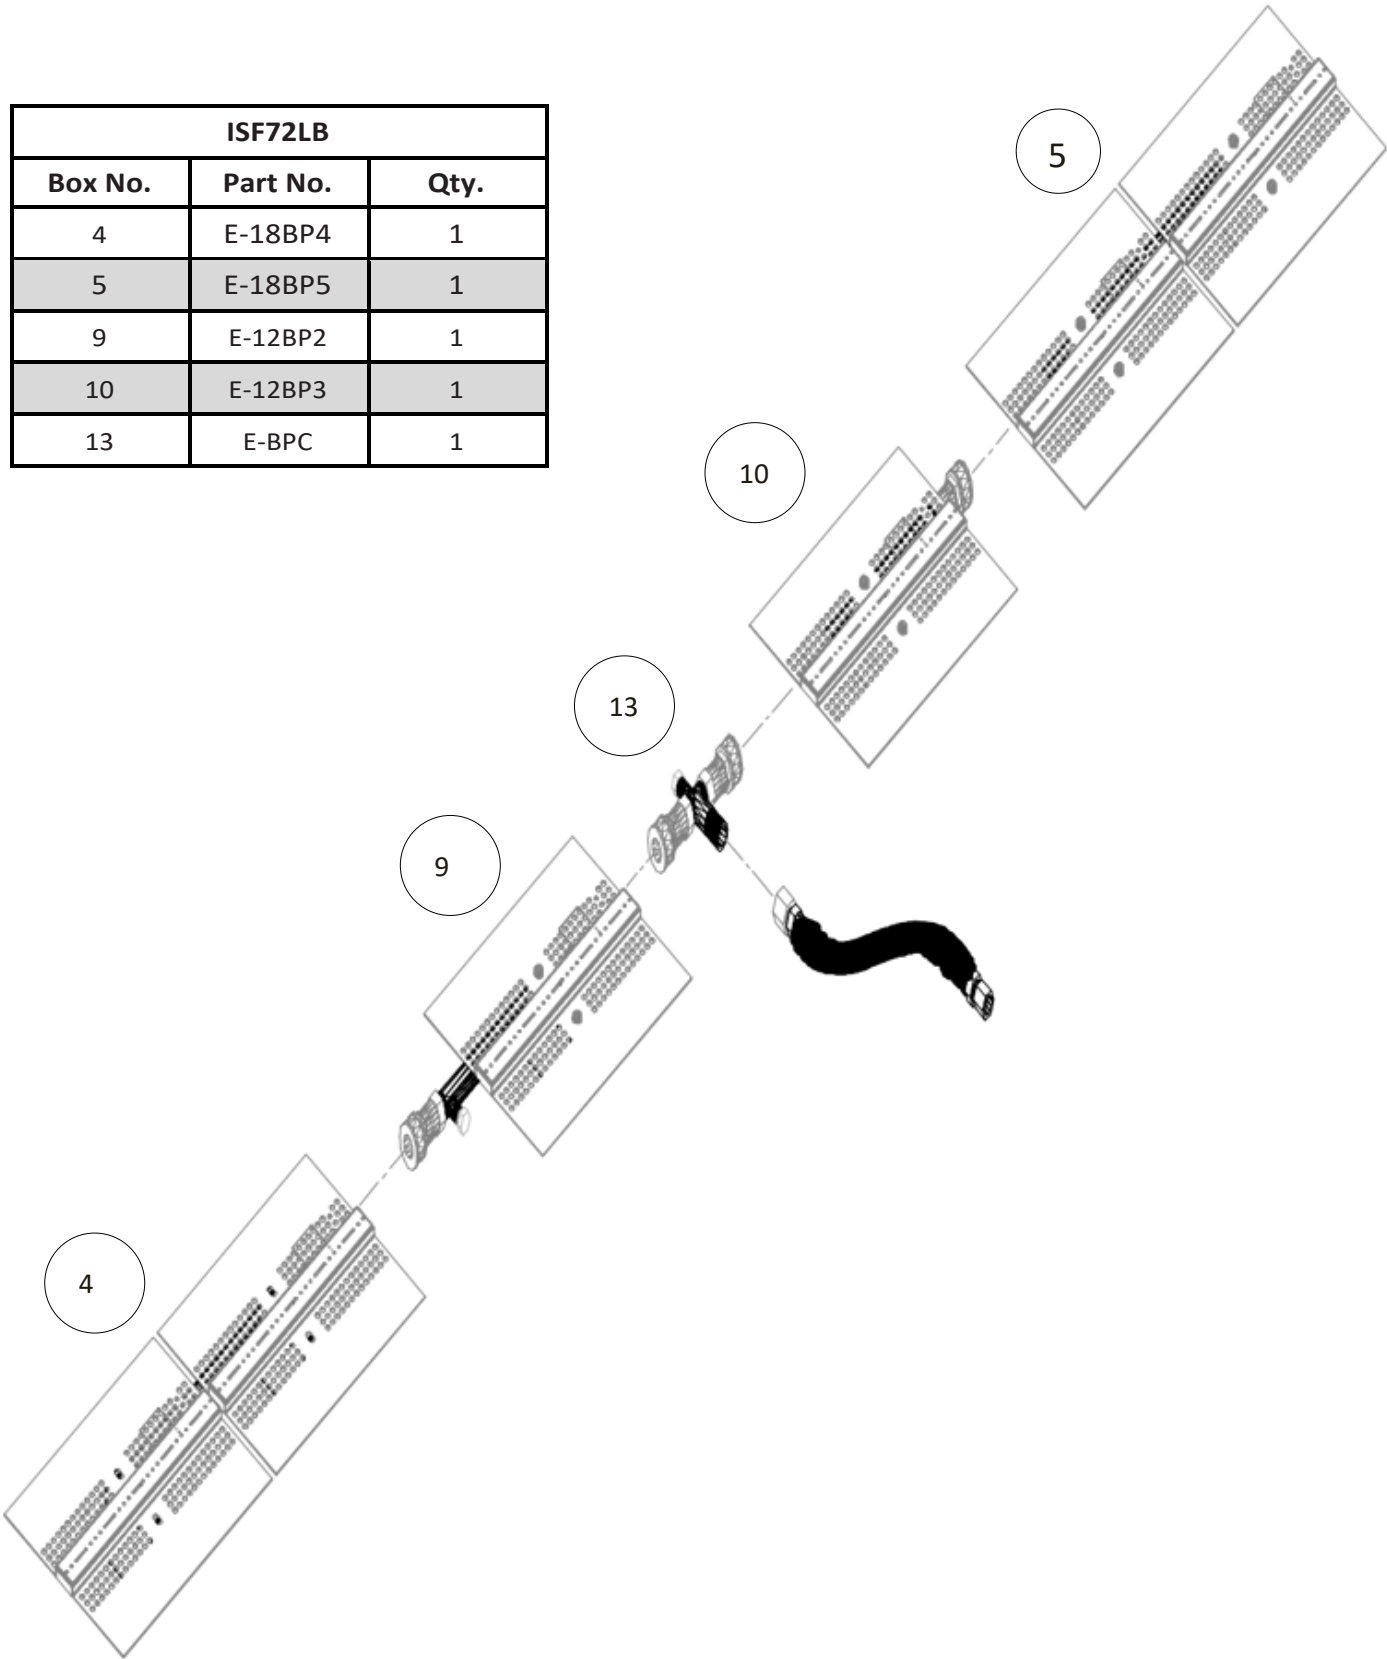 ISF72LB
Box No. Part No. Qty.
4 E-18BP4 1
5 E-18BP5 1
9 E-12BP2 1
10 E-12BP3 1
13 E-BPC 1
5
10
13
9
4